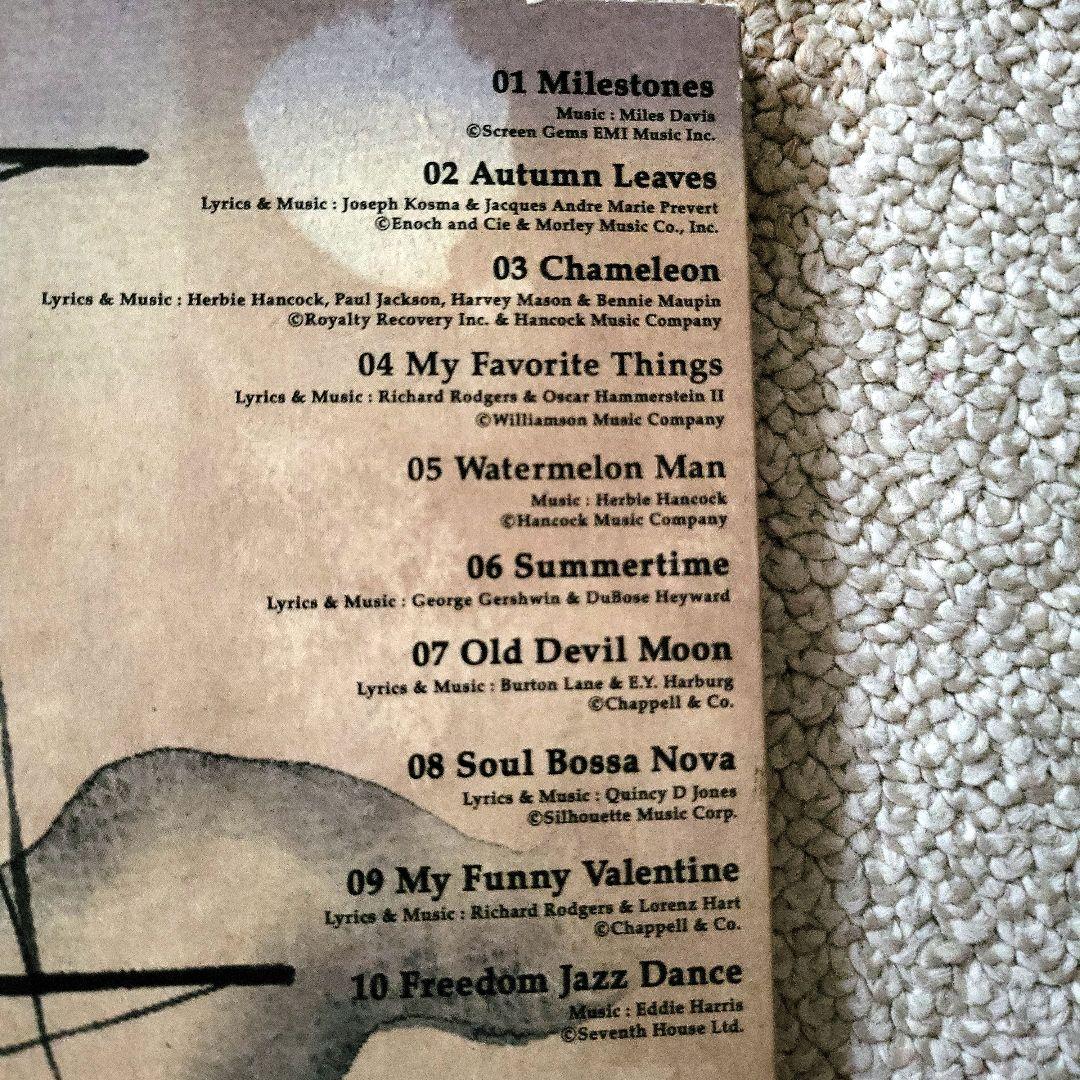 01 Milestones
Music : Miles Davis
©Screen Gems EMI Music Inc.
02 Autumn Leaves
Lyrics & Music : Joseph Kosma & Jacques Andre Marie Prevert
©Enoch and Cie & Morley Music Co., Inc.
03 Chameleon
Lyrics & Music : Herbie Hancock, Paul Jackson, Harvey Mason & Bennie Maupin
©Royalty Recovery Inc. & Hancock Music Company
04 My Favorite Things
Lyrics & Music : Richard Rodgers & Oscar Hammerstein II
©Williamson Music Company
05 Watermelon Man
Music : Herbie Hancock
©Hancock Music Company
06 Summertime
Lyrics & Music : George Gershwin & DuBose Heyward
07 Old Devil Moon
Lyrics & Music : Burton Lane & E.Y. Harburg
©Chappell & Co.
08 Soul Bossa Nova
Lyrics & Music : Quincy D Jones
©Silhouette Music Corp.
09 My Funny Valentine
Lyrics & Music : Richard Rodgers & Lorenz Hart
©Chappell & Co.
10 Freedom Jazz Dance
Music : Eddie Harris
©Seventh House Ltd.